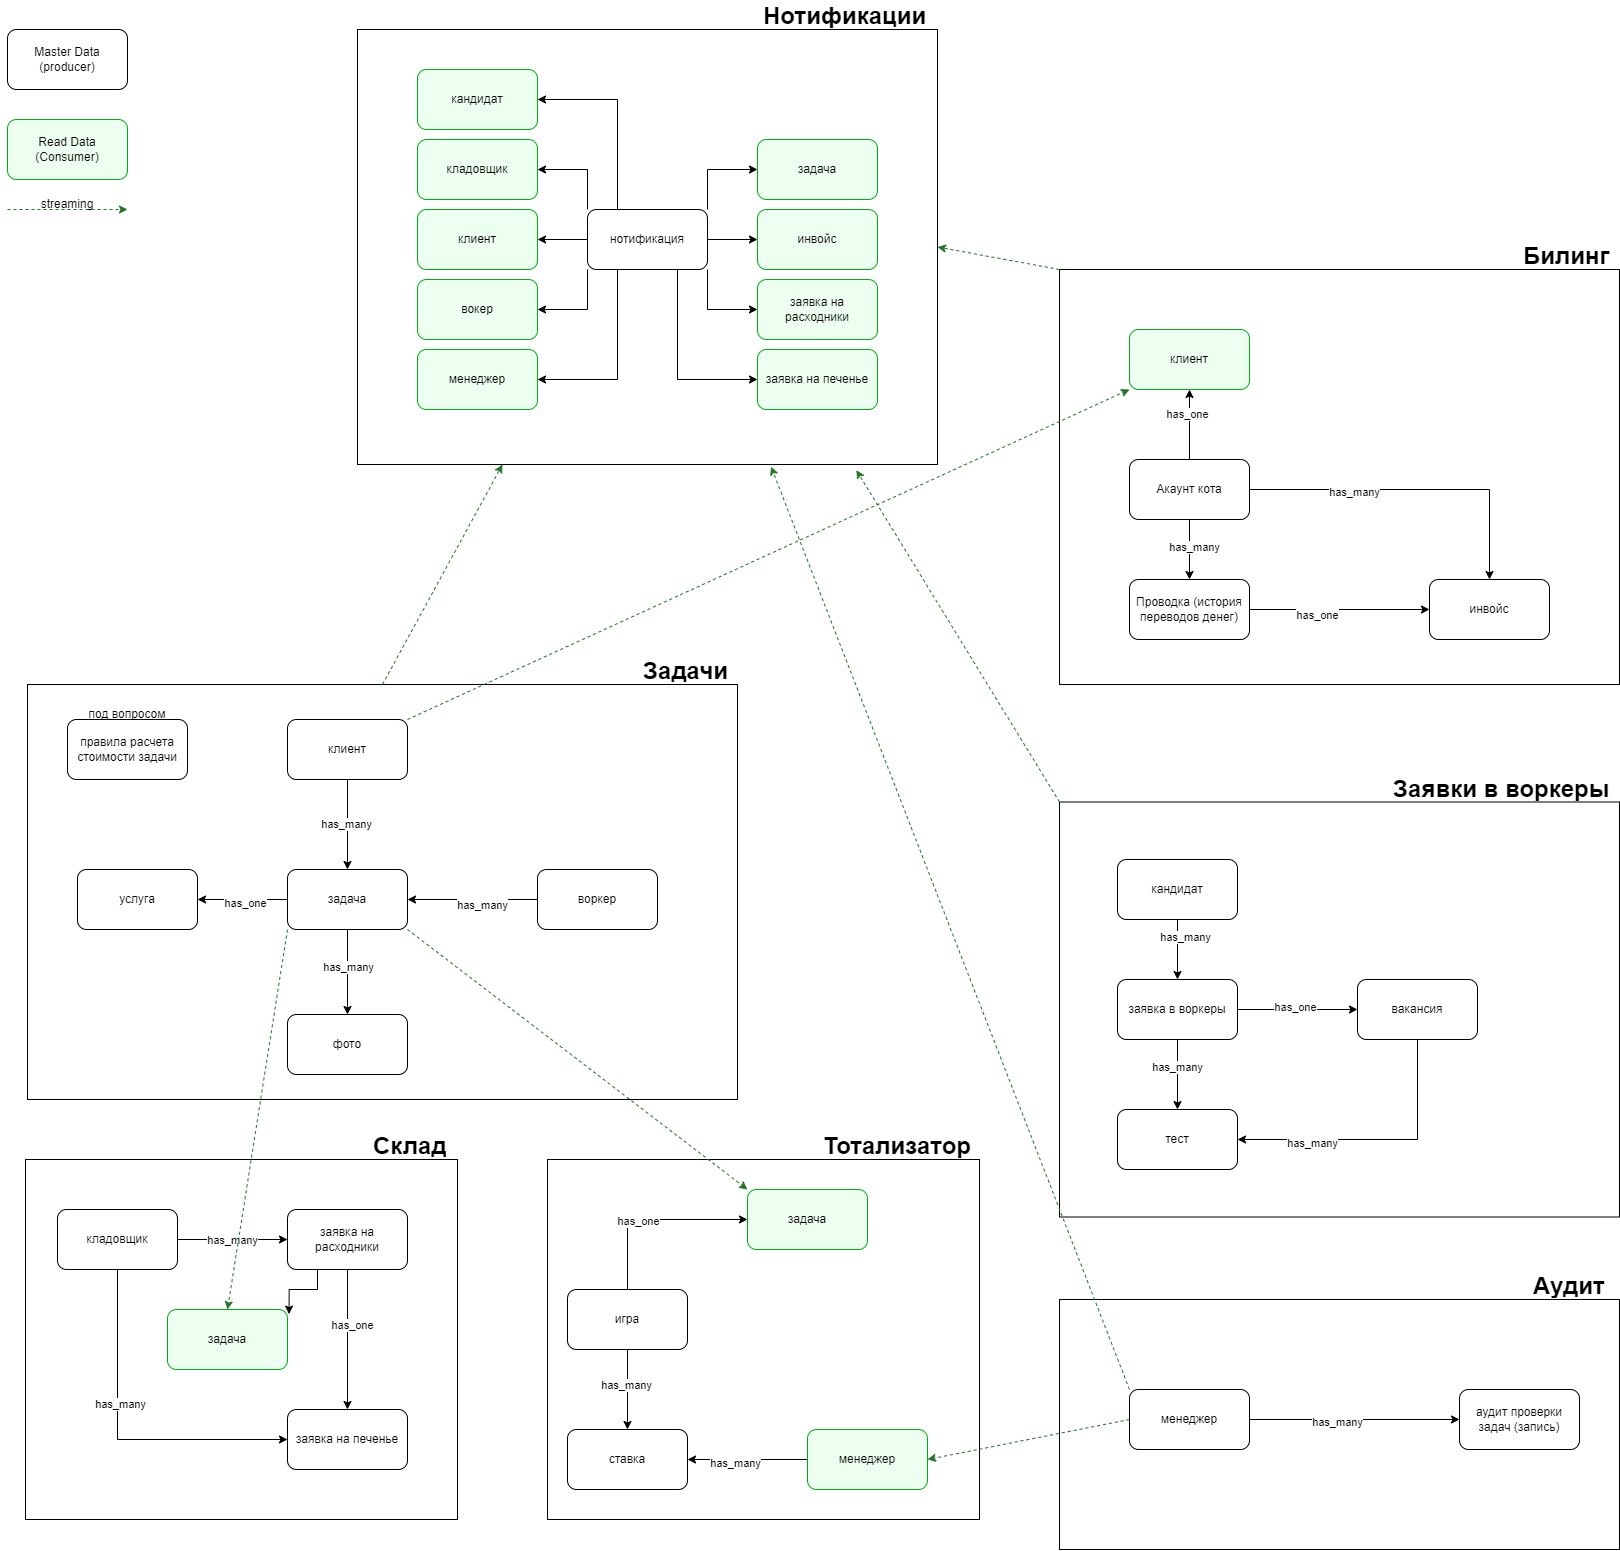 Master Data
(producer)
Read Data
(Consumer)
streaming
Нотификации
кандидат
кладовщик
клиент
вокер
менеджер
нотификация
задача
инвойс
заявка на
расходники
заявка на печенье
Билинг
клиент
has_one
Акаунт кота
has_many
has_many
Проводка (история
переводов денег)
has_one
инвойс
Задачи
под вопросом
правила расчета
стоимости задачи
клиент
has_many
услуга
has_one
задача
has_many
воркер
has_many
фото
Заявки в воркеры
кандидат
has_many
заявка в воркеры
has_one
вакансия
has_many
тест
has_many
Склад
кладовщик
has_many
заявка на
расходники
задача
has_one
has_many
заявка на печенье
Тотализатор
задача
has_one
игра
has_many
ставка
has_many
менеджер
Аудит
менеджер
has_many
аудит проверки
задач (запись)